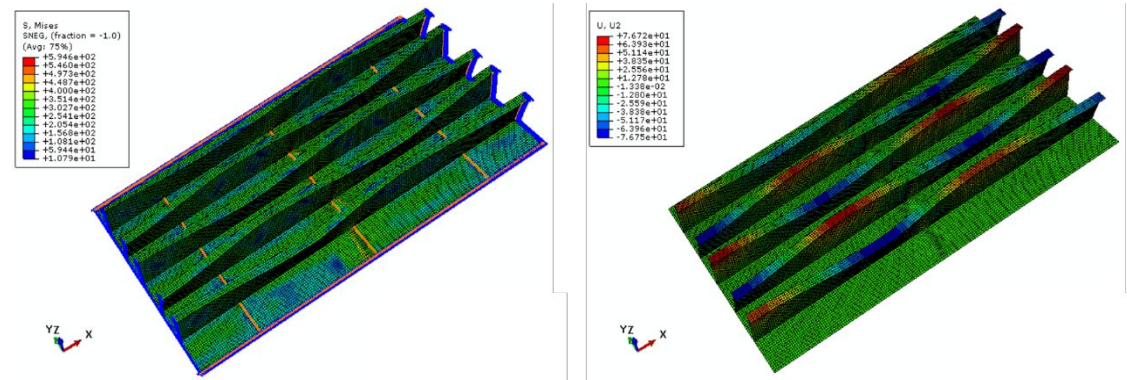 S, Mises
SNEG, (fraction = -1.0)
(Avg: 75%)
+5.946e+02
+5.460e+02
+4.973e+02
+4.487e+02
+4.000e+02
+3.514e+02
+3.027e+02
+2.541e+02
+2.054e+02
+1.568e+02
+1.081e+02
+5.944e+01
+1.079e+01
Y Z X
U, U2
+7.672e+01
+6.393e+01
+5.114e+01
+3.835e+01
+2.556e+01
+1.278e+01
-1.338e-02
-1.280e+01
-2.559e+01
-3.838e+01
-5.117e+01
-6.396e+01
-7.675e+01
Y Z X